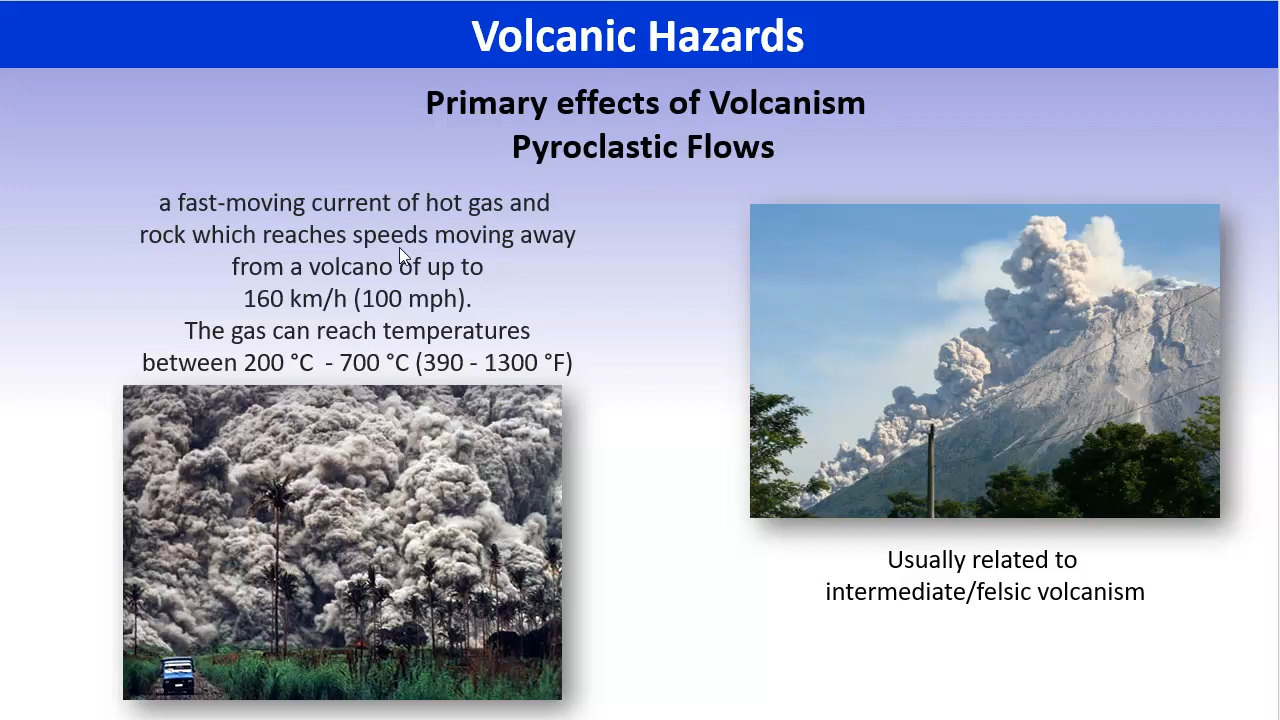 Volcanic Hazards
Primary effects of Volcanism
Pyroclastic Flows
a fast-moving current of hot gas and
rock which reaches speeds moving away
from a volcano of up to
160 km/h (100 mph).
The gas can reach temperatures
between 200 °C  - 700 °C (390 - 1300 °F)
Usually related to
intermediate/felsic volcanism